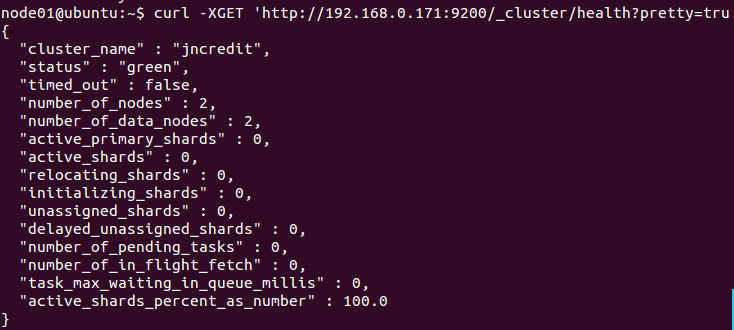 node01@ubuntu:~$ curl -XGET 'http://192.168.0.171:9200/_cluster/health?pretty=tru
{
  "cluster_name" : "jncredit",
  "status" : "green",
  "timed_out" : false,
  "number_of_nodes" : 2,
  "number_of_data_nodes" : 2,
  "active_primary_shards" : 0,
  "active_shards" : 0,
  "relocating_shards" : 0,
  "initializing_shards" : 0,
  "unassigned_shards" : 0,
  "delayed_unassigned_shards" : 0,
  "number_of_pending_tasks" : 0,
  "number_of_in_flight_fetch" : 0,
  "task_max_waiting_in_queue_millis" : 0,
  "active_shards_percent_as_number" : 100.0
}